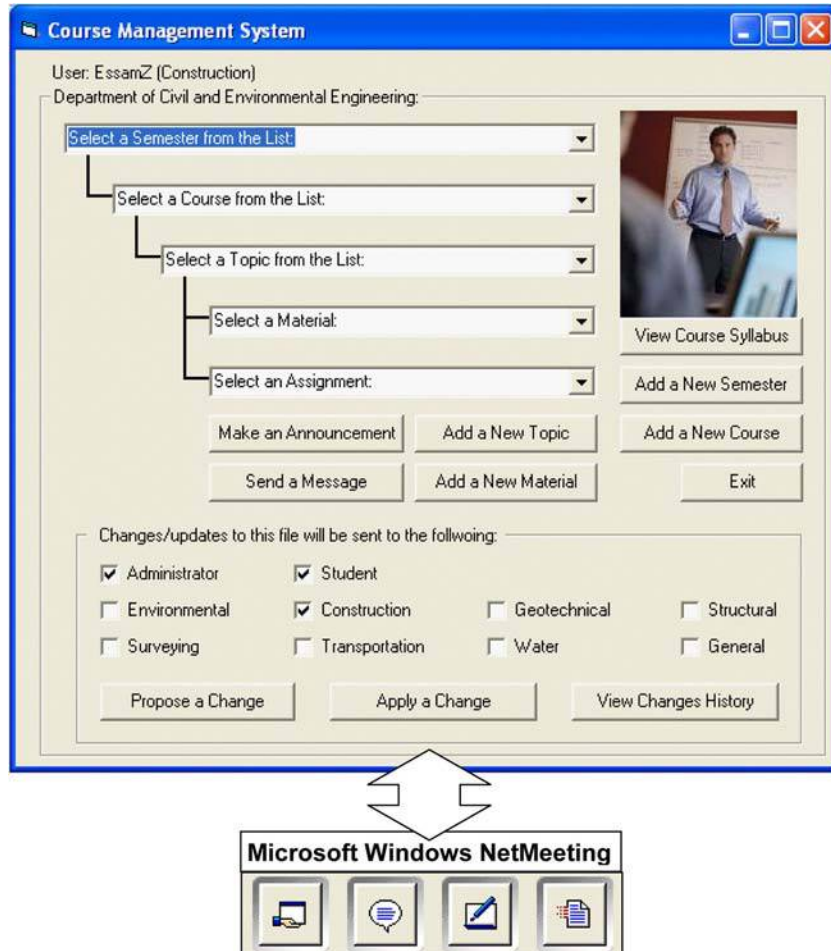 Course Management System
User: EssamZ (Construction)
Department of Civil and Environmental Engineering:
Select a Semester from the List:
Select a Course from the List:
Select a Topic from the List:
Select a Material:
View Course Syllabus
Select an Assignment:
Add a New Semester
Make an Announcement
Add a New Topic
Add a New Course
Send a Message
Add a New Material
Exit
Changes/updates to this file will be sent to the follwoing:
Administrator
Student
Environmental
Construction
Geotechnical
Structural
Surveying
Transportation
Water
General
Propose a Change
Apply a Change
View Changes History
Microsoft Windows NetMeeting